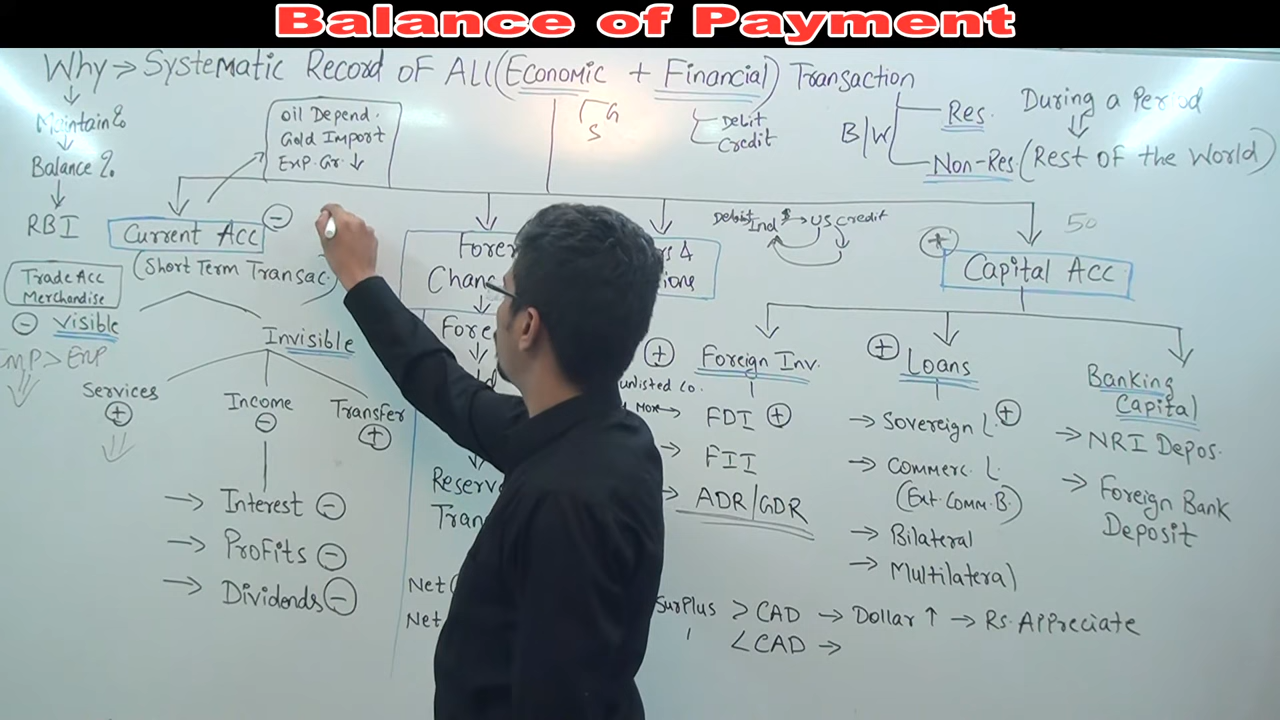 Balance of Payment
Why → Systematic Record of All (Economic + Financial) Transaction
B/W
Res.
Non-Res. (Rest of the World)
During a Period
G
S
Debit
Credit
Maintain?
Balance?
RBI
Oil Depend.
Gold Import
Exp. Gr. ↓
Current Acc -
(Short Term Transac.)
Trade Acc
Merchandise
- Visible
Imp > Exp
Invisible
Services
+
Income
-
Transfer
+
→ Interest -
→ Profits -
→ Dividends -
Net
Net
Reserv
Tran
Debit Ind $ → US Credit
50
+ Capital Acc
+ Foreign Inv.
unlisted Co.
FDI +
FII
→ ADR/GDR
+ Loans
→ Sovereign L. +
→ Commerc. L.
(Ext. Comm. B.)
→ Bilateral
→ Multilateral
Banking
Capital
→ NRI Depos.
→ Foreign Bank
Deposit
Surplus > CAD → Dollar ↑ → Rs. Appreciate
< CAD →